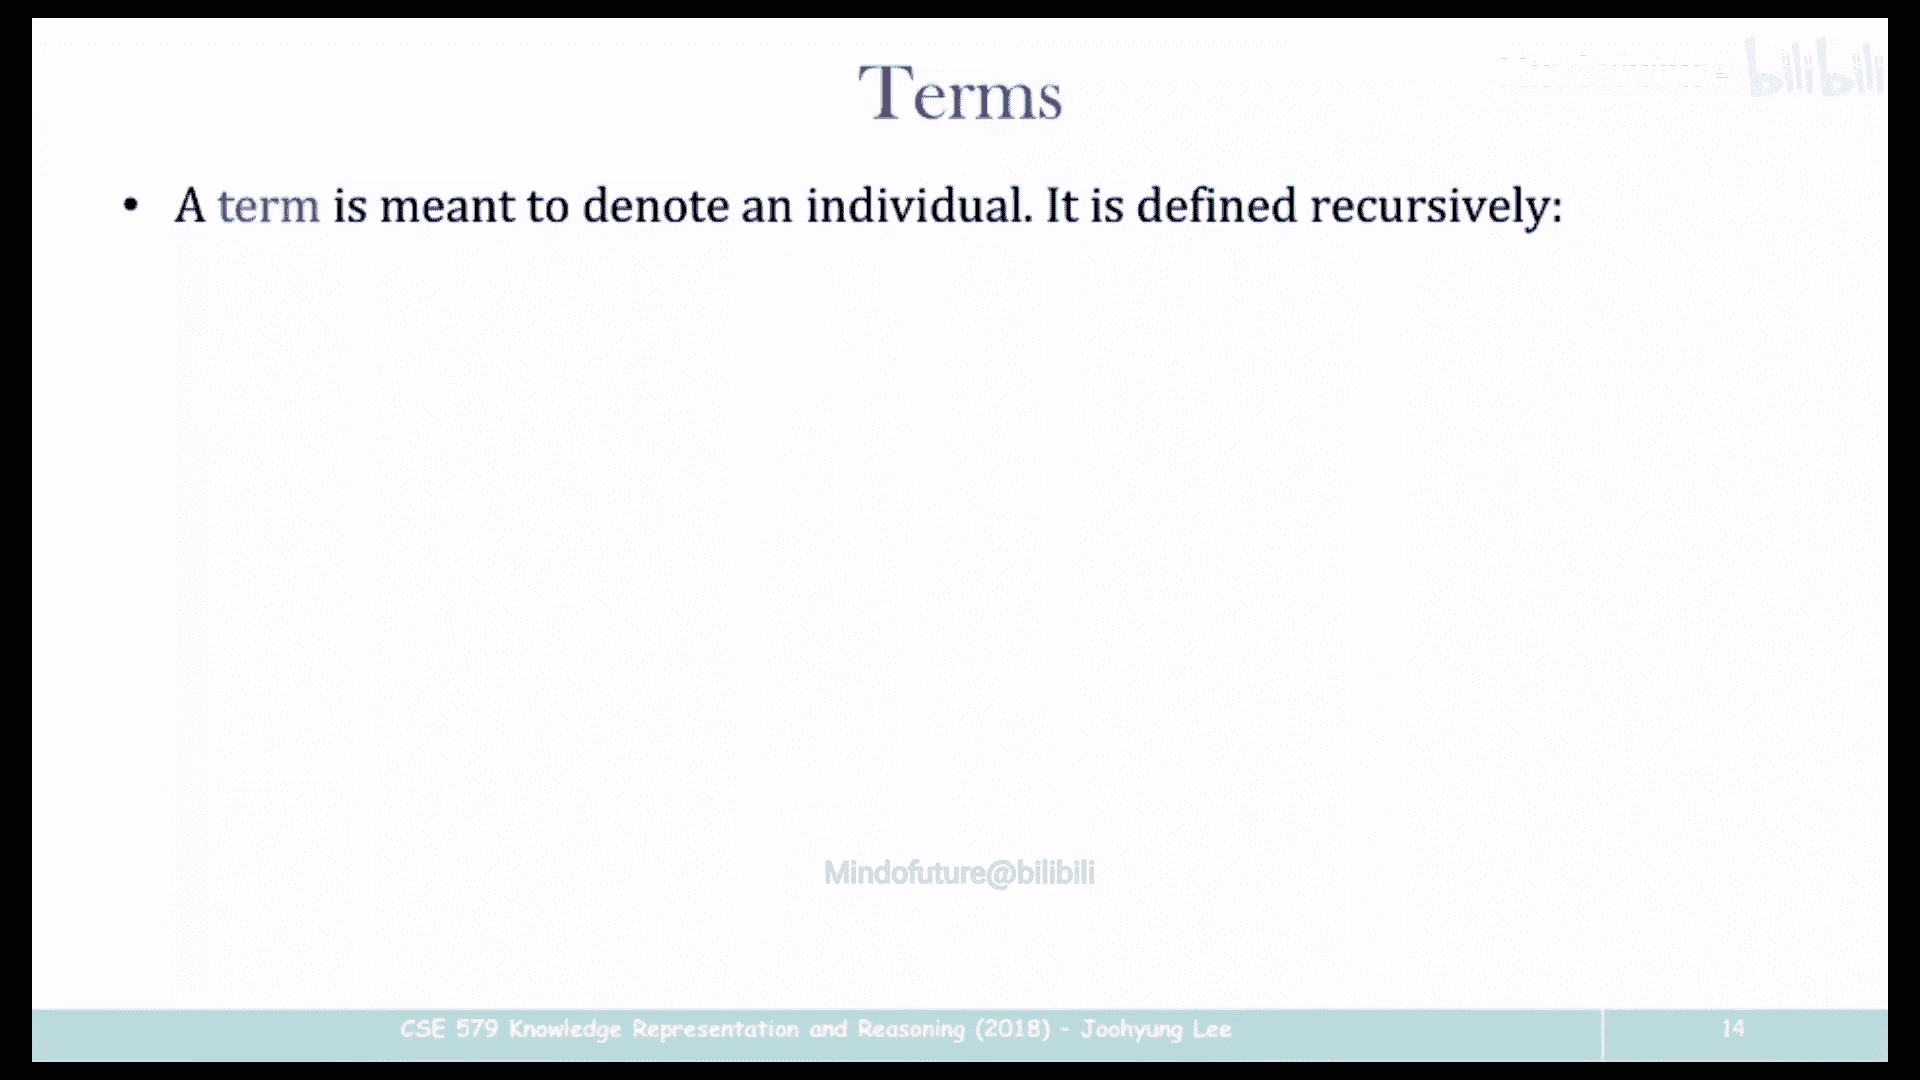 bilibili
Terms
• A term is meant to denote an individual. It is defined recursively:
Mindofuture@bilibili
CSE 579 Knowledge Representation and Reasoning (2018) - Joohyung Lee
14